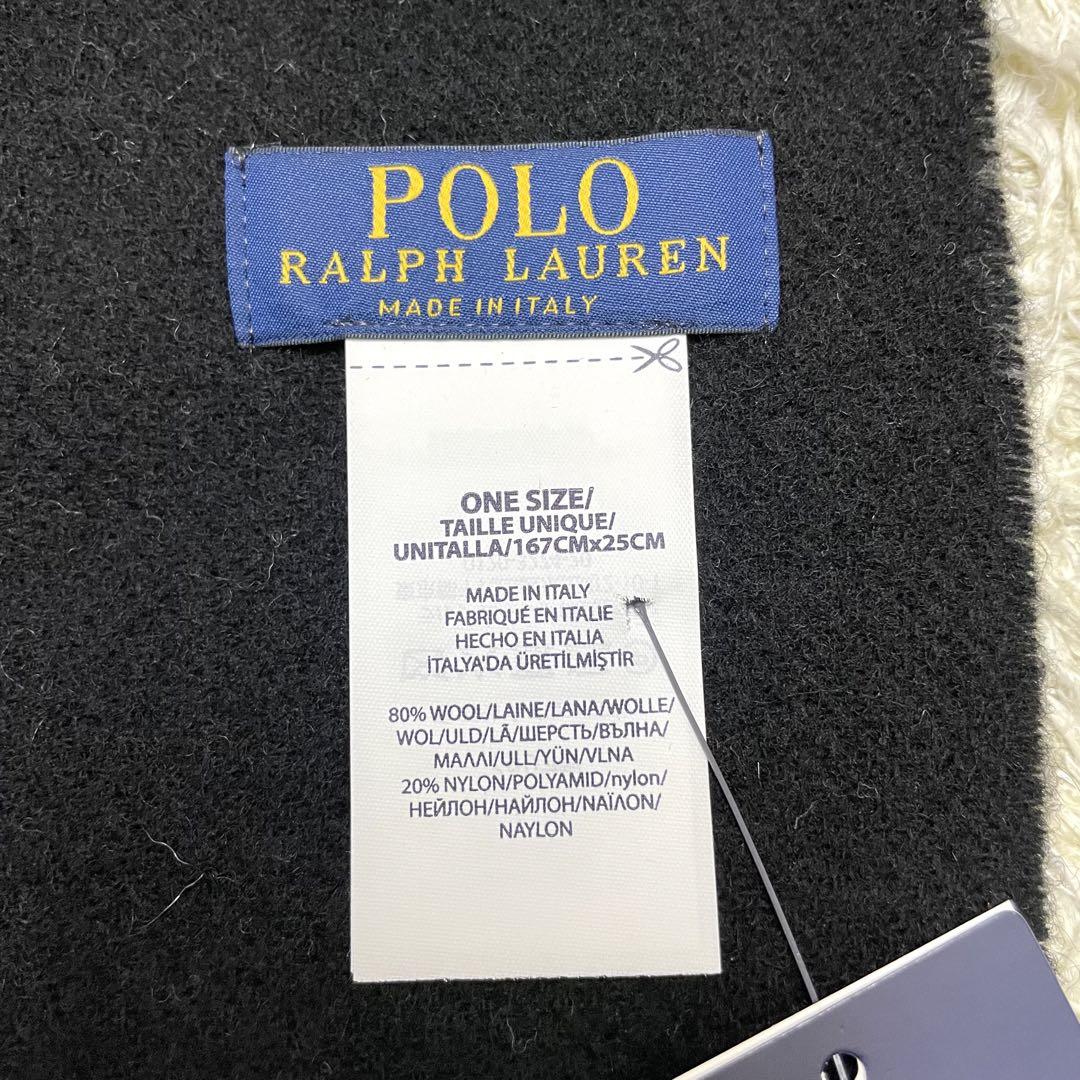 POLO
RALPH LAUREN
MADE IN ITALY
ONE SIZE/
TAILLE UNIQUE/
UNITALLA/167CMx25CM
MADE IN ITALY
FABRIQUÉ EN ITALIE
HECHO EN ITALIA
İTALYA'DA ÜRETİLMİŞTİR
80% WOOL/LAINE/LANA/WOLLE/
WOL/ULD/LÃ/ШЕРСТЬ/ВЪЛНА/
ΜΑΛΛΙ/ULL/YÜN/VLNA
20% NYLON/POLYAMID/nylon/
НЕЙЛОН/НАЙЛОН/ΝΑΪΛΟΝ/
NAYLON